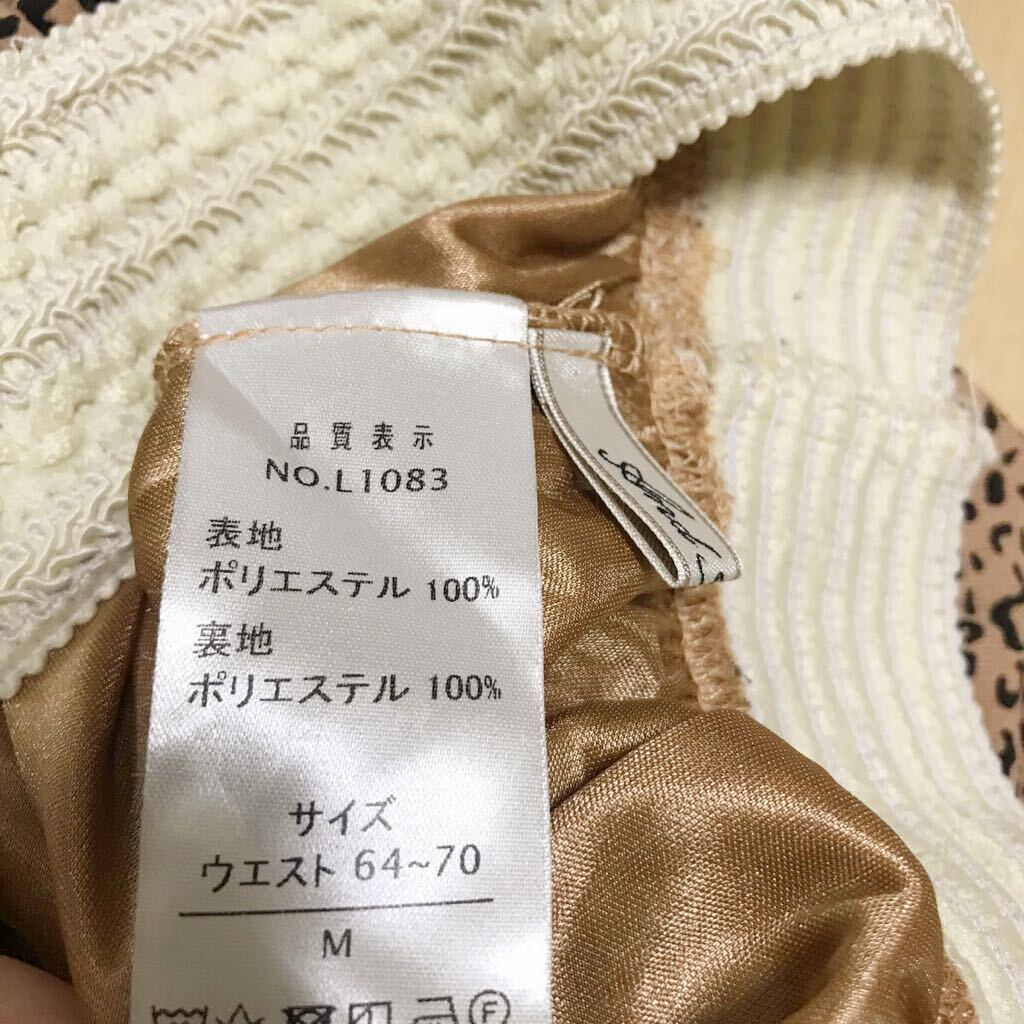 品質表示
NO.L1083
表地
ポリエステル 100%
裏地
ポリエステル 100%
サイズ
ウエスト 64~70
M
F